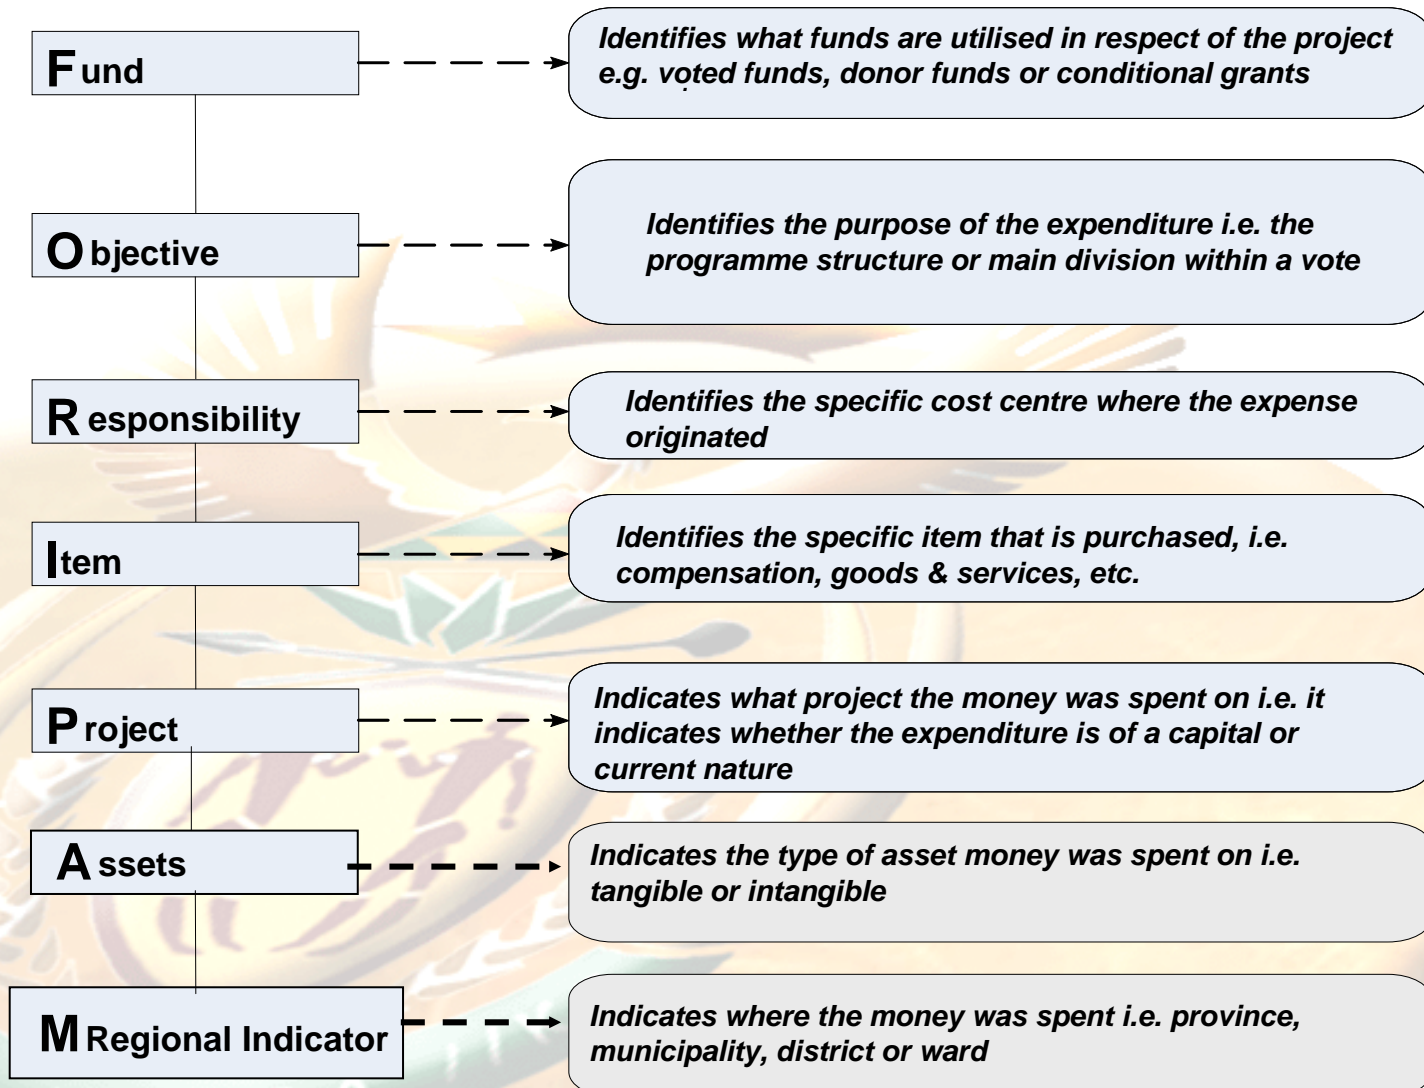 Fund
Identifies what funds are utilised in respect of the project
e.g. voted funds, donor funds or conditional grants
Objective
Identifies the purpose of the expenditure i.e. the
programme structure or main division within a vote
Responsibility
Identifies the specific cost centre where the expense
originated
Item
Identifies the specific item that is purchased, i.e.
compensation, goods & services, etc.
Project
Indicates what project the money was spent on i.e. it
indicates whether the expenditure is of a capital or
current nature
Assets
Indicates the type of asset money was spent on i.e.
tangible or intangible
M Regional Indicator
Indicates where the money was spent i.e. province,
municipality, district or ward